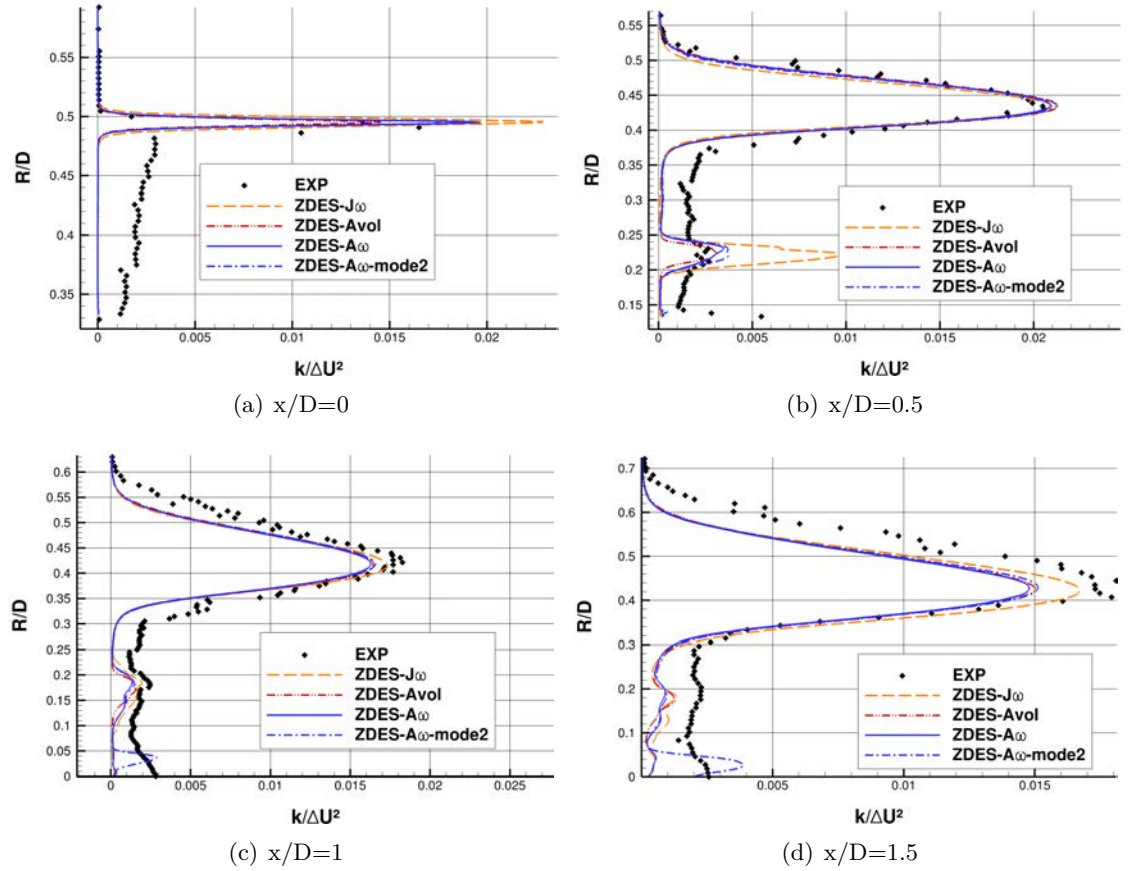 0.55
0.5
0.45
0.4
0.35
R/D
0
0.005
0.01
0.015
0.02
k/ΔU²
EXP
ZDES-Jω
ZDES-Avol
ZDES-Aω
ZDES-Aω-mode2
(a) x/D=0
0.5
0.45
0.4
0.35
0.3
0.25
0.2
0.15
R/D
0
0.005
0.01
0.015
0.02
k/ΔU²
EXP
ZDES-Jω
ZDES-Avol
ZDES-Aω
ZDES-Aω-mode2
(b) x/D=0.5
0.6
0.55
0.5
0.45
0.4
0.35
0.3
0.25
0.2
0.15
0.1
0.05
0
R/D
0
0.005
0.01
0.015
0.02
0.025
k/ΔU²
EXP
ZDES-Jω
ZDES-Avol
ZDES-Aω
ZDES-Aω-mode2
(c) x/D=1
0.7
0.6
0.5
0.4
0.3
0.2
0.1
0
R/D
0.005
0.01
0.015
k/ΔU²
EXP
ZDES-Jω
ZDES-Avol
ZDES-Aω
ZDES-Aω-mode2
(d) x/D=1.5